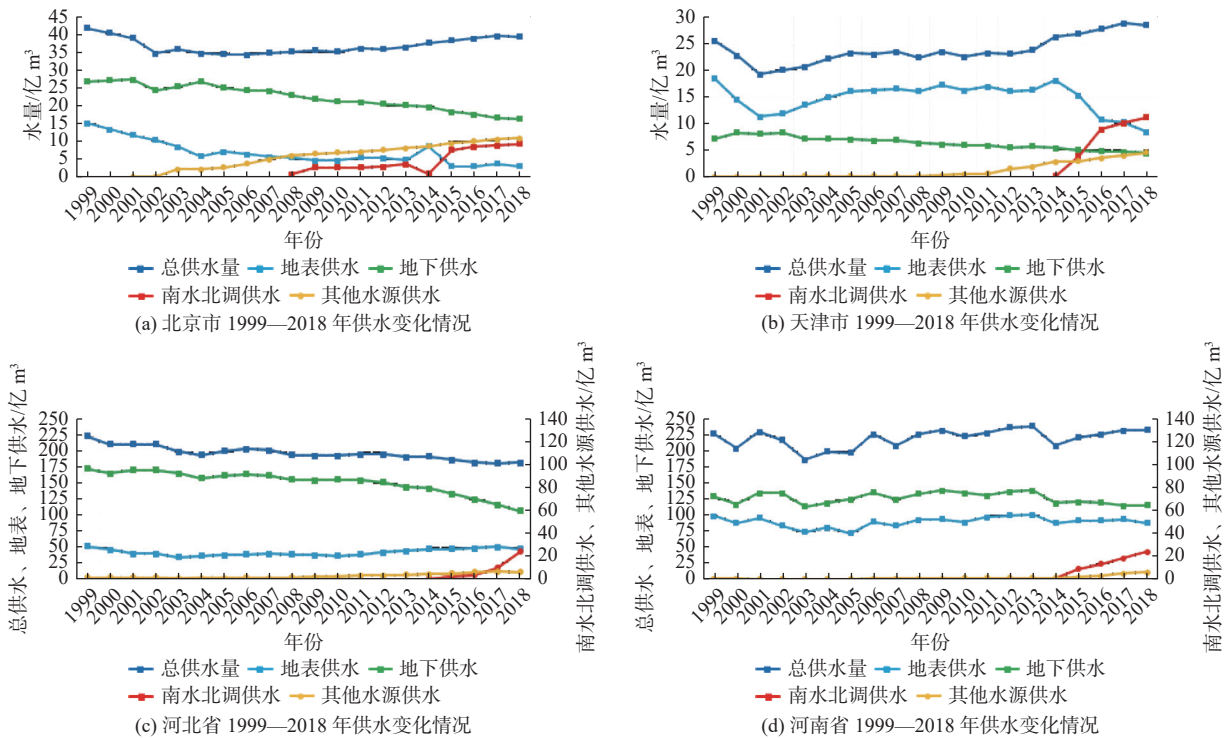 45
40
35
30
25
20
15
10
5
0
水量/亿 m³
1999 2000 2001 2002 2003 2004 2005 2006 2007 2008 2009 2010 2011 2012 2013 2014 2015 2016 2017 2018
年份
总供水量 地表供水 地下供水
南水北调供水 其他水源供水
(a) 北京市 1999—2018 年供水变化情况
30
25
20
15
10
5
0
水量/亿 m³
1999 2000 2001 2002 2003 2004 2005 2006 2007 2008 2009 2010 2011 2012 2013 2014 2015 2016 2017 2018
年份
总供水量 地表供水 地下供水
南水北调供水 其他水源供水
(b) 天津市 1999—2018 年供水变化情况
总供水、地表、地下供水/亿 m³
250
225
200
175
150
125
100
75
50
25
0
140
120
100
80
60
40
20
0
南水北调供水、其他水源供水/亿 m³
1999 2000 2001 2002 2003 2004 2005 2006 2007 2008 2009 2010 2011 2012 2013 2014 2015 2016 2017 2018
年份
总供水量 地表供水 地下供水
南水北调供水 其他水源供水
(c) 河北省 1999—2018 年供水变化情况
总供水、地表、地下供水/亿 m³
250
225
200
175
150
125
100
75
50
25
0
140
120
100
80
60
40
20
0
南水北调供水、其他水源供水/亿 m³
1999 2000 2001 2002 2003 2004 2005 2006 2007 2008 2009 2010 2011 2012 2013 2014 2015 2016 2017 2018
年份
总供水量 地表供水 地下供水
南水北调供水 其他水源供水
(d) 河南省 1999—2018 年供水变化情况